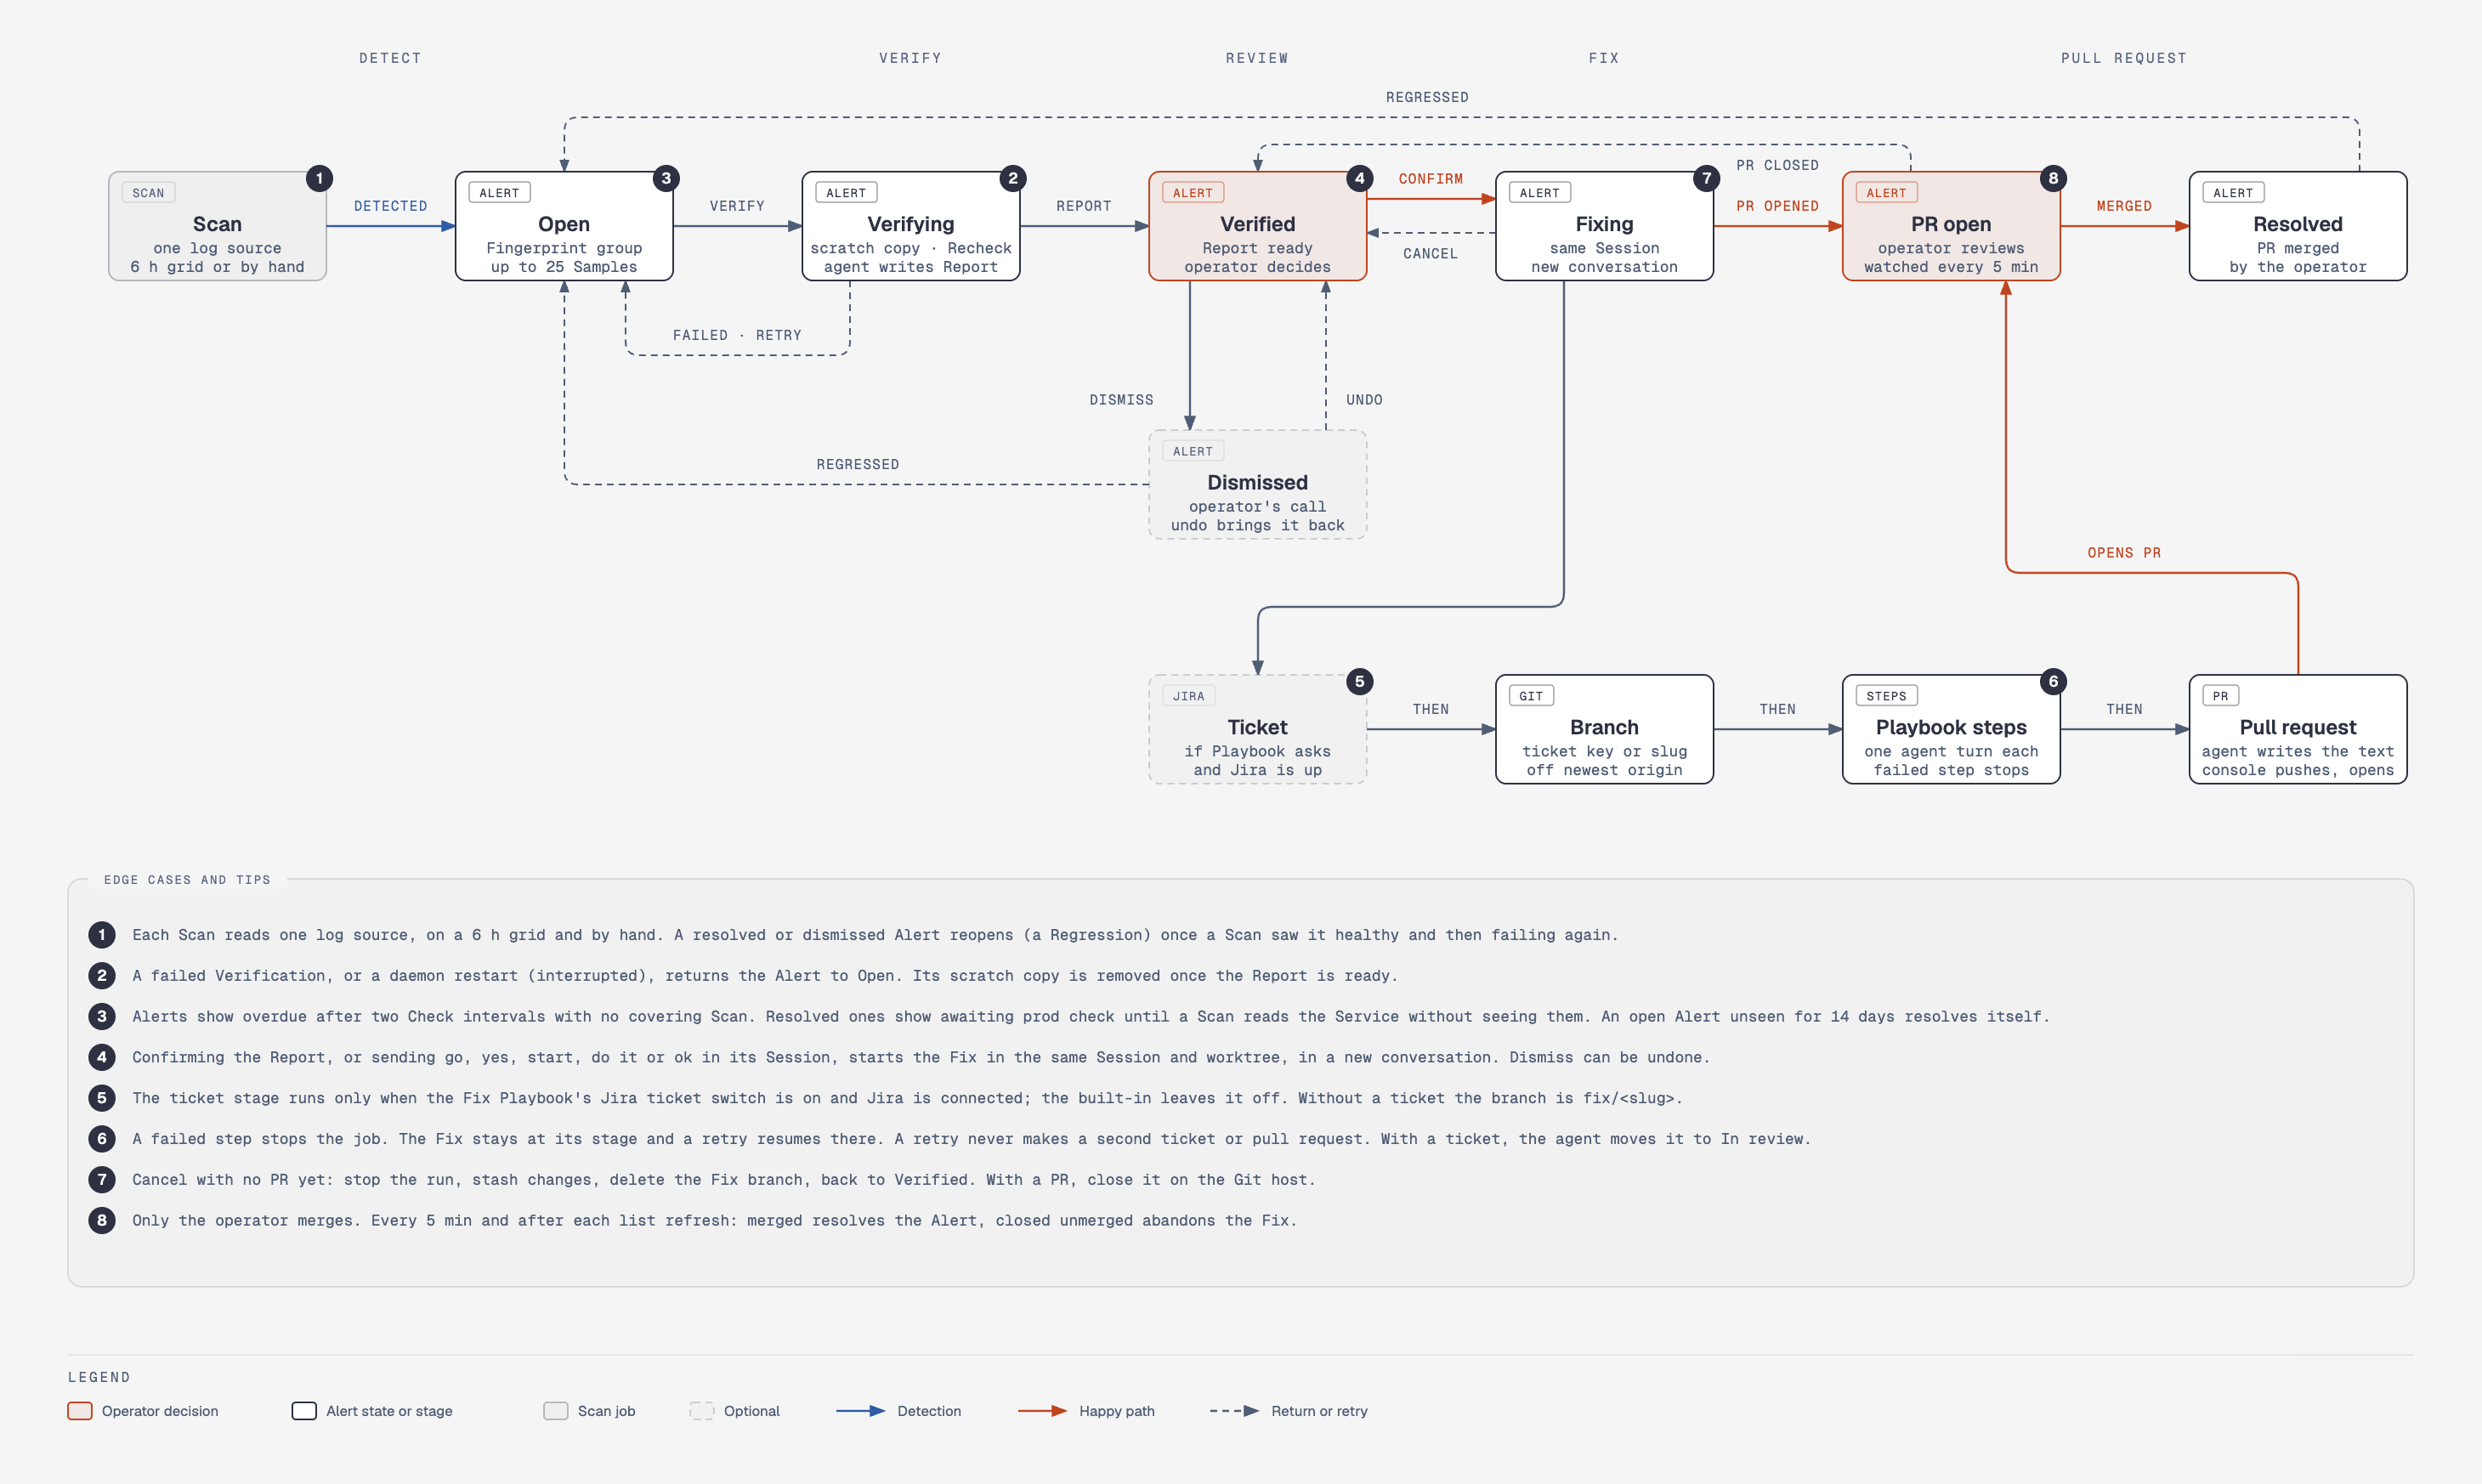 DETECT
VERIFY
REVIEW
FIX
PULL REQUEST
REGRESSED
PR CLOSED
SCAN
1
Scan
one log source
6 h grid or by hand
DETECTED
ALERT
3
Open
Fingerprint group
up to 25 Samples
VERIFY
ALERT
2
Verifying
scratch copy · Recheck
agent writes Report
REPORT
ALERT
4
Verified
Report ready
operator decides
CONFIRM
CANCEL
ALERT
7
Fixing
same Session
new conversation
PR OPENED
ALERT
8
PR open
operator reviews
watched every 5 min
MERGED
ALERT
Resolved
PR merged
by the operator
FAILED · RETRY
DISMISS
UNDO
REGRESSED
ALERT
Dismissed
operator's call
undo brings it back
OPENS PR
JIRA
5
Ticket
if Playbook asks
and Jira is up
THEN
GIT
Branch
ticket key or slug
off newest origin
THEN
STEPS
6
Playbook steps
one agent turn each
failed step stops
THEN
PR
Pull request
agent writes the text
console pushes, opens
EDGE CASES AND TIPS
1 Each Scan reads one log source, on a 6 h grid and by hand. A resolved or dismissed Alert reopens (a Regression) once a Scan saw it healthy and then failing again.
2 A failed Verification, or a daemon restart (interrupted), returns the Alert to Open. Its scratch copy is removed once the Report is ready.
3 Alerts show overdue after two Check intervals with no covering Scan. Resolved ones show awaiting prod check until a Scan reads the Service without seeing them. An open Alert unseen for 14 days resolves itself.
4 Confirming the Report, or sending go, yes, start, do it or ok in its Session, starts the Fix in the same Session and worktree, in a new conversation. Dismiss can be undone.
5 The ticket stage runs only when the Fix Playbook's Jira ticket switch is on and Jira is connected; the built-in leaves it off. Without a ticket the branch is fix/<slug>.
6 A failed step stops the job. The Fix stays at its stage and a retry resumes there. A retry never makes a second ticket or pull request. With a ticket, the agent moves it to In review.
7 Cancel with no PR yet: stop the run, stash changes, delete the Fix branch, back to Verified. With a PR, close it on the Git host.
8 Only the operator merges. Every 5 min and after each list refresh: merged resolves the Alert, closed unmerged abandons the Fix.
LEGEND
Operator decision
Alert state or stage
Scan job
Optional
Detection
Happy path
Return or retry